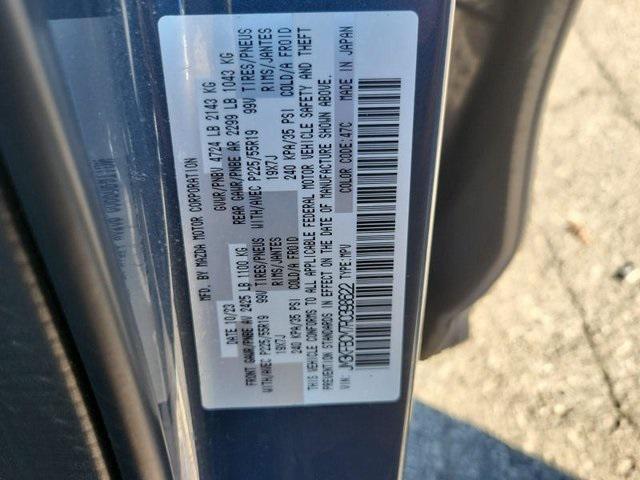 MFD. BY MAZDA MOTOR CORPORATION
DATE: 10/23 GVWR/PNBV 4724 LB 2143 KG
FRONT GAWR/PNBE AV 2425 LB 1100 KG REAR GAWR/PNBE AR 2299 LB 1043 KG
WITH/AVEC P225/55R19 99V TIRES/PNEUS WITH/AVEC P225/55R19 99V TIRES/PNEUS
19X7J RIMS/JANTES 19X7J RIMS/JANTES
240 KPA/35 PSI COLD/A FROID 240 KPA/35 PSI COLD/A FROID
THIS VEHICLE CONFORMS TO ALL APPLICABLE FEDERAL MOTOR VEHICLE SAFETY AND THEFT
PREVENTION STANDARDS IN EFFECT ON THE DATE OF MANUFACTURE SHOWN ABOVE.
VIN: TYPE: MPV COLOR CODE: 47C MADE IN JAPAN